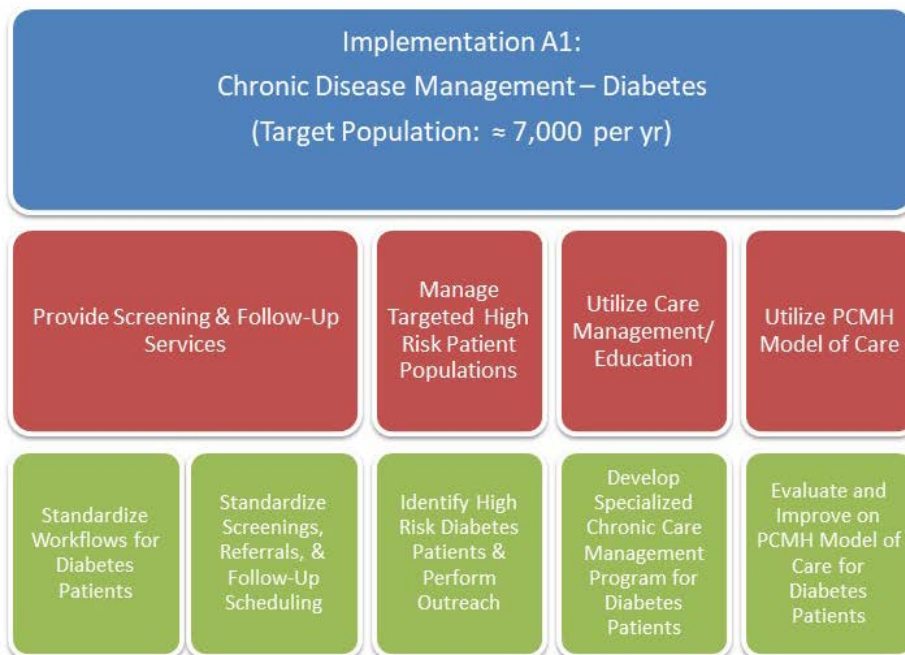 Implementation A1:
Chronic Disease Management – Diabetes
(Target Population: ≈ 7,000 per yr)
Provide Screening & Follow-Up
Services
Manage
Targeted High
Risk Patient
Populations
Utilize Care
Management/
Education
Utilize PCMH
Model of Care
Standardize
Workflows for
Diabetes
Patients
Standardize
Screenings,
Referrals, &
Follow-Up
Scheduling
Identify High
Risk Diabetes
Patients &
Perform
Outreach
Develop
Specialized
Chronic Care
Management
Program for
Diabetes
Patients
Evaluate and
Improve on
PCMH Model of
Care for
Diabetes
Patients